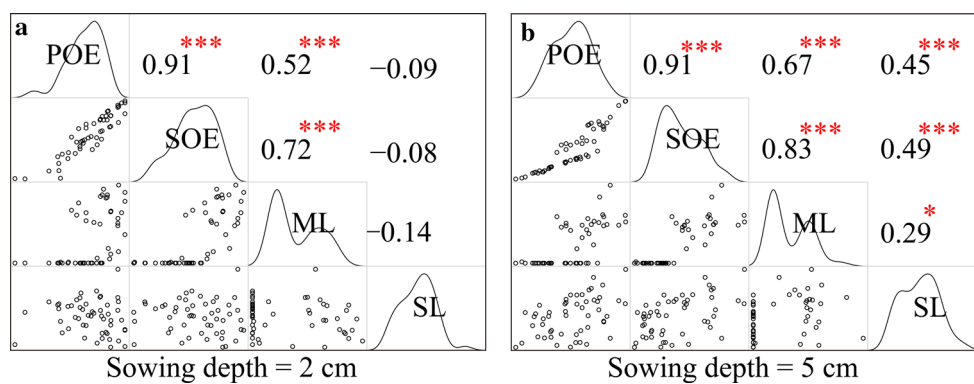 a
b
POE
0.91***
0.52***
−0.09
SOE
0.72***
−0.08
ML
−0.14
SL
Sowing depth = 2 cm
POE
0.91***
0.67***
0.45***
SOE
0.83***
0.49***
ML
0.29*
SL
Sowing depth = 5 cm